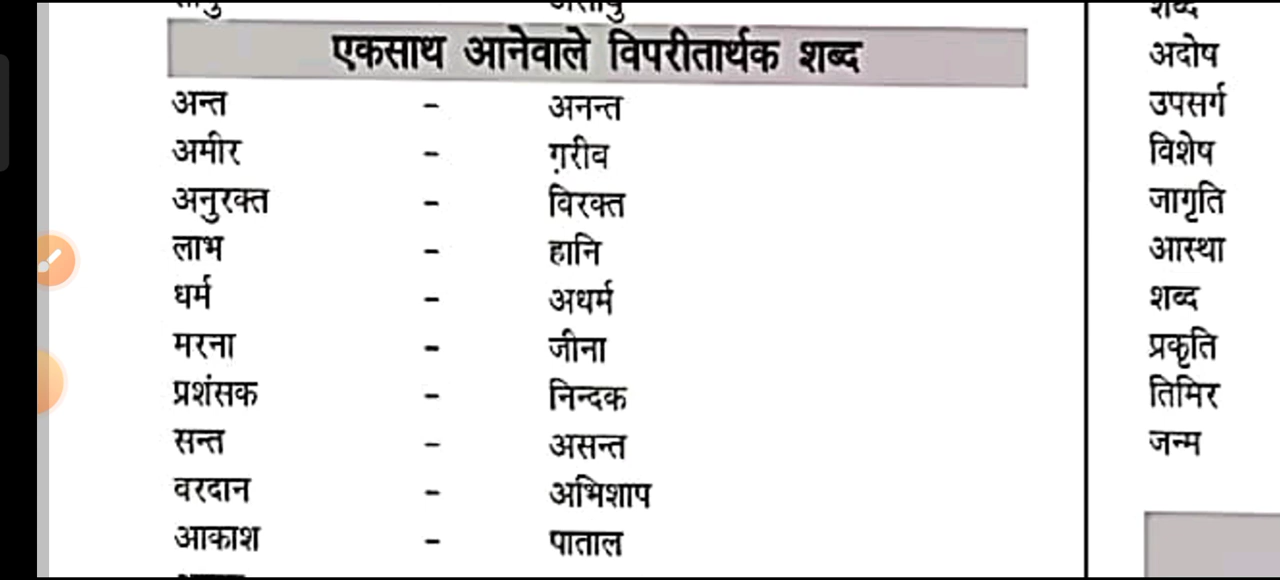 एकसाथ आनेवाले विपरीतार्थक शब्द
अन्त - अनन्त
अमीर - ग़रीब
अनुरक्त - विरक्त
लाभ - हानि
धर्म - अधर्म
मरना - जीना
प्रशंसक - निन्दक
सन्त - असन्त
वरदान - अभिशाप
आकाश - पाताल
शब्द
अदोष
उपसर्ग
विशेष
जागृति
आस्था
शब्द
प्रकृति
तिमिर
जन्म